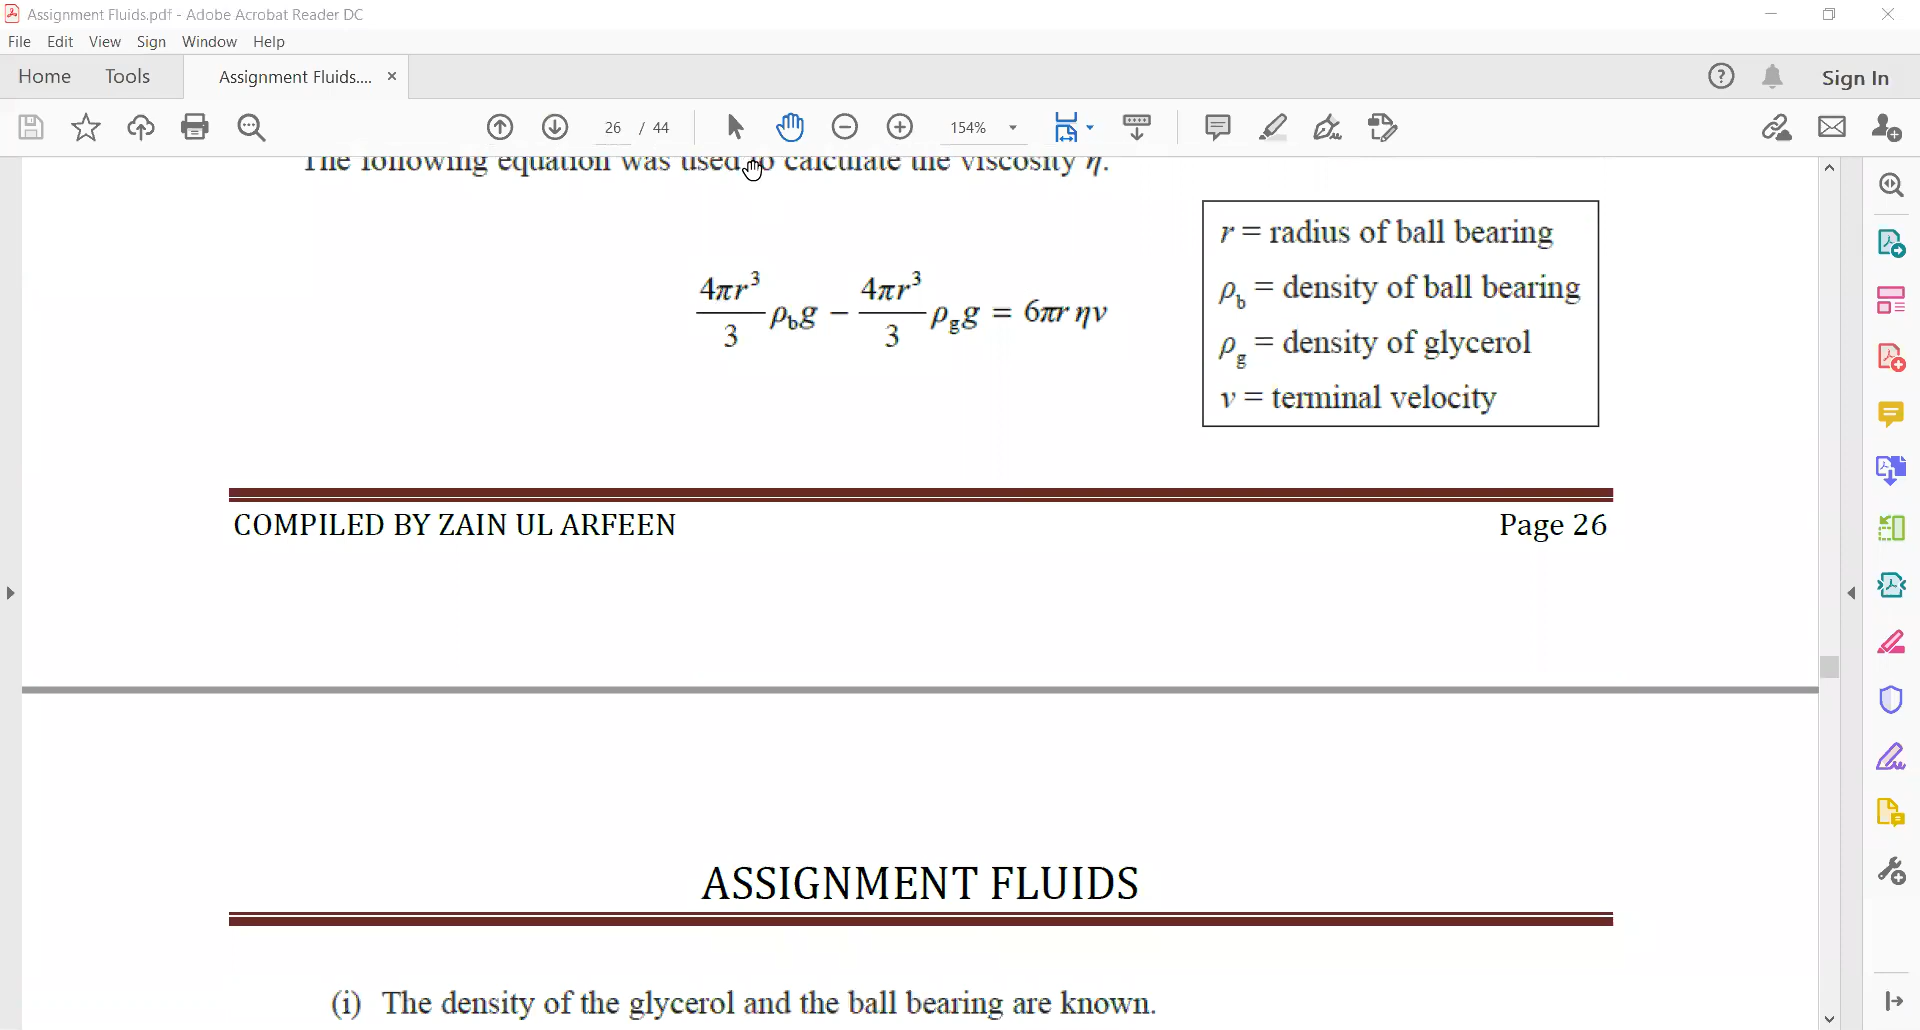 Assignment Fluids.pdf - Adobe Acrobat Reader DC
File Edit View Sign Window Help
Home Tools Assignment Fluids.... × Sign In
26 / 44 154%
The following equation was used to calculate the viscosity η.
4πr³/3 ρ_b g − 4πr³/3 ρ_g g = 6πr ηv
r = radius of ball bearing
ρ_b = density of ball bearing
ρ_g = density of glycerol
v = terminal velocity
COMPILED BY ZAIN UL ARFEEN Page 26
ASSIGNMENT FLUIDS
(i) The density of the glycerol and the ball bearing are known.